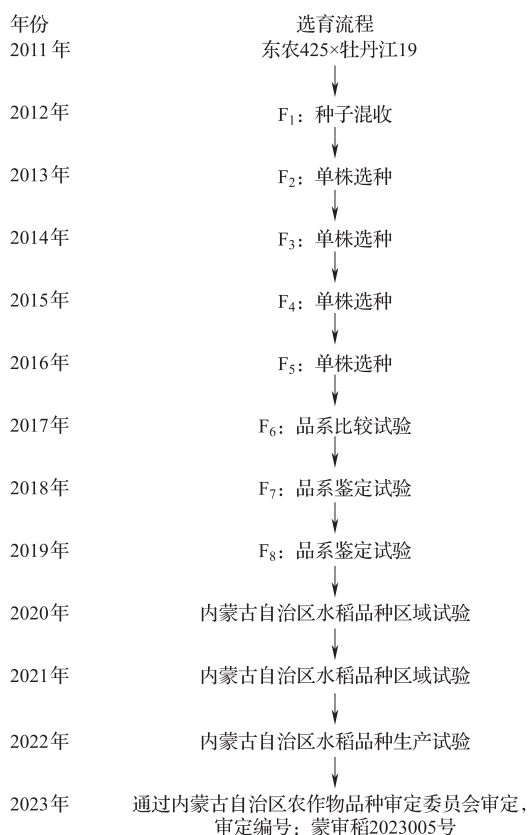 年份 选育流程
2011年 东农425×牡丹江19
2012年 F₁：种子混收
2013年 F₂：单株选种
2014年 F₃：单株选种
2015年 F₄：单株选种
2016年 F₅：单株选种
2017年 F₆：品系比较试验
2018年 F₇：品系鉴定试验
2019年 F₈：品系鉴定试验
2020年 内蒙古自治区水稻品种区域试验
2021年 内蒙古自治区水稻品种区域试验
2022年 内蒙古自治区水稻品种生产试验
2023年 通过内蒙古自治区农作物品种审定委员会审定，
审定编号：蒙审稻2023005号